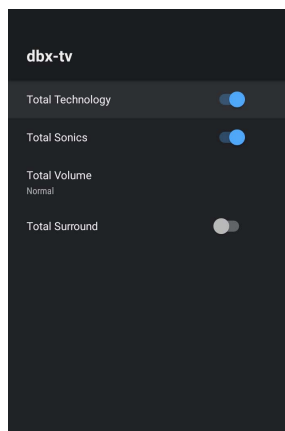 dbx-tv
Total Technology
Total Sonics
Total Volume
Normal
Total Surround